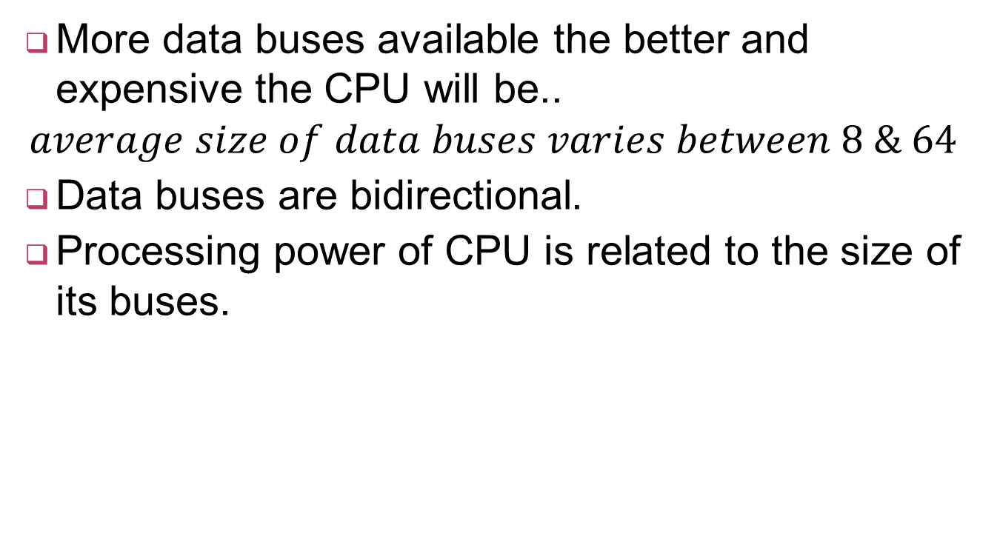 ❑ More data buses available the better and
expensive the CPU will be..
average size of data buses varies between 8 & 64
❑ Data buses are bidirectional.
❑ Processing power of CPU is related to the size of
its buses.